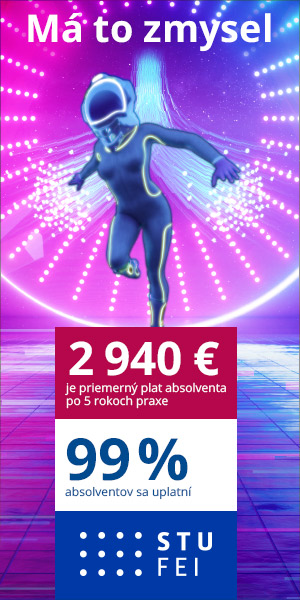 Má to zmysel
2 940 €
je priemerný plat absolventa
po 5 rokoch praxe
99 %
absolventov sa uplatní
STU
FEI